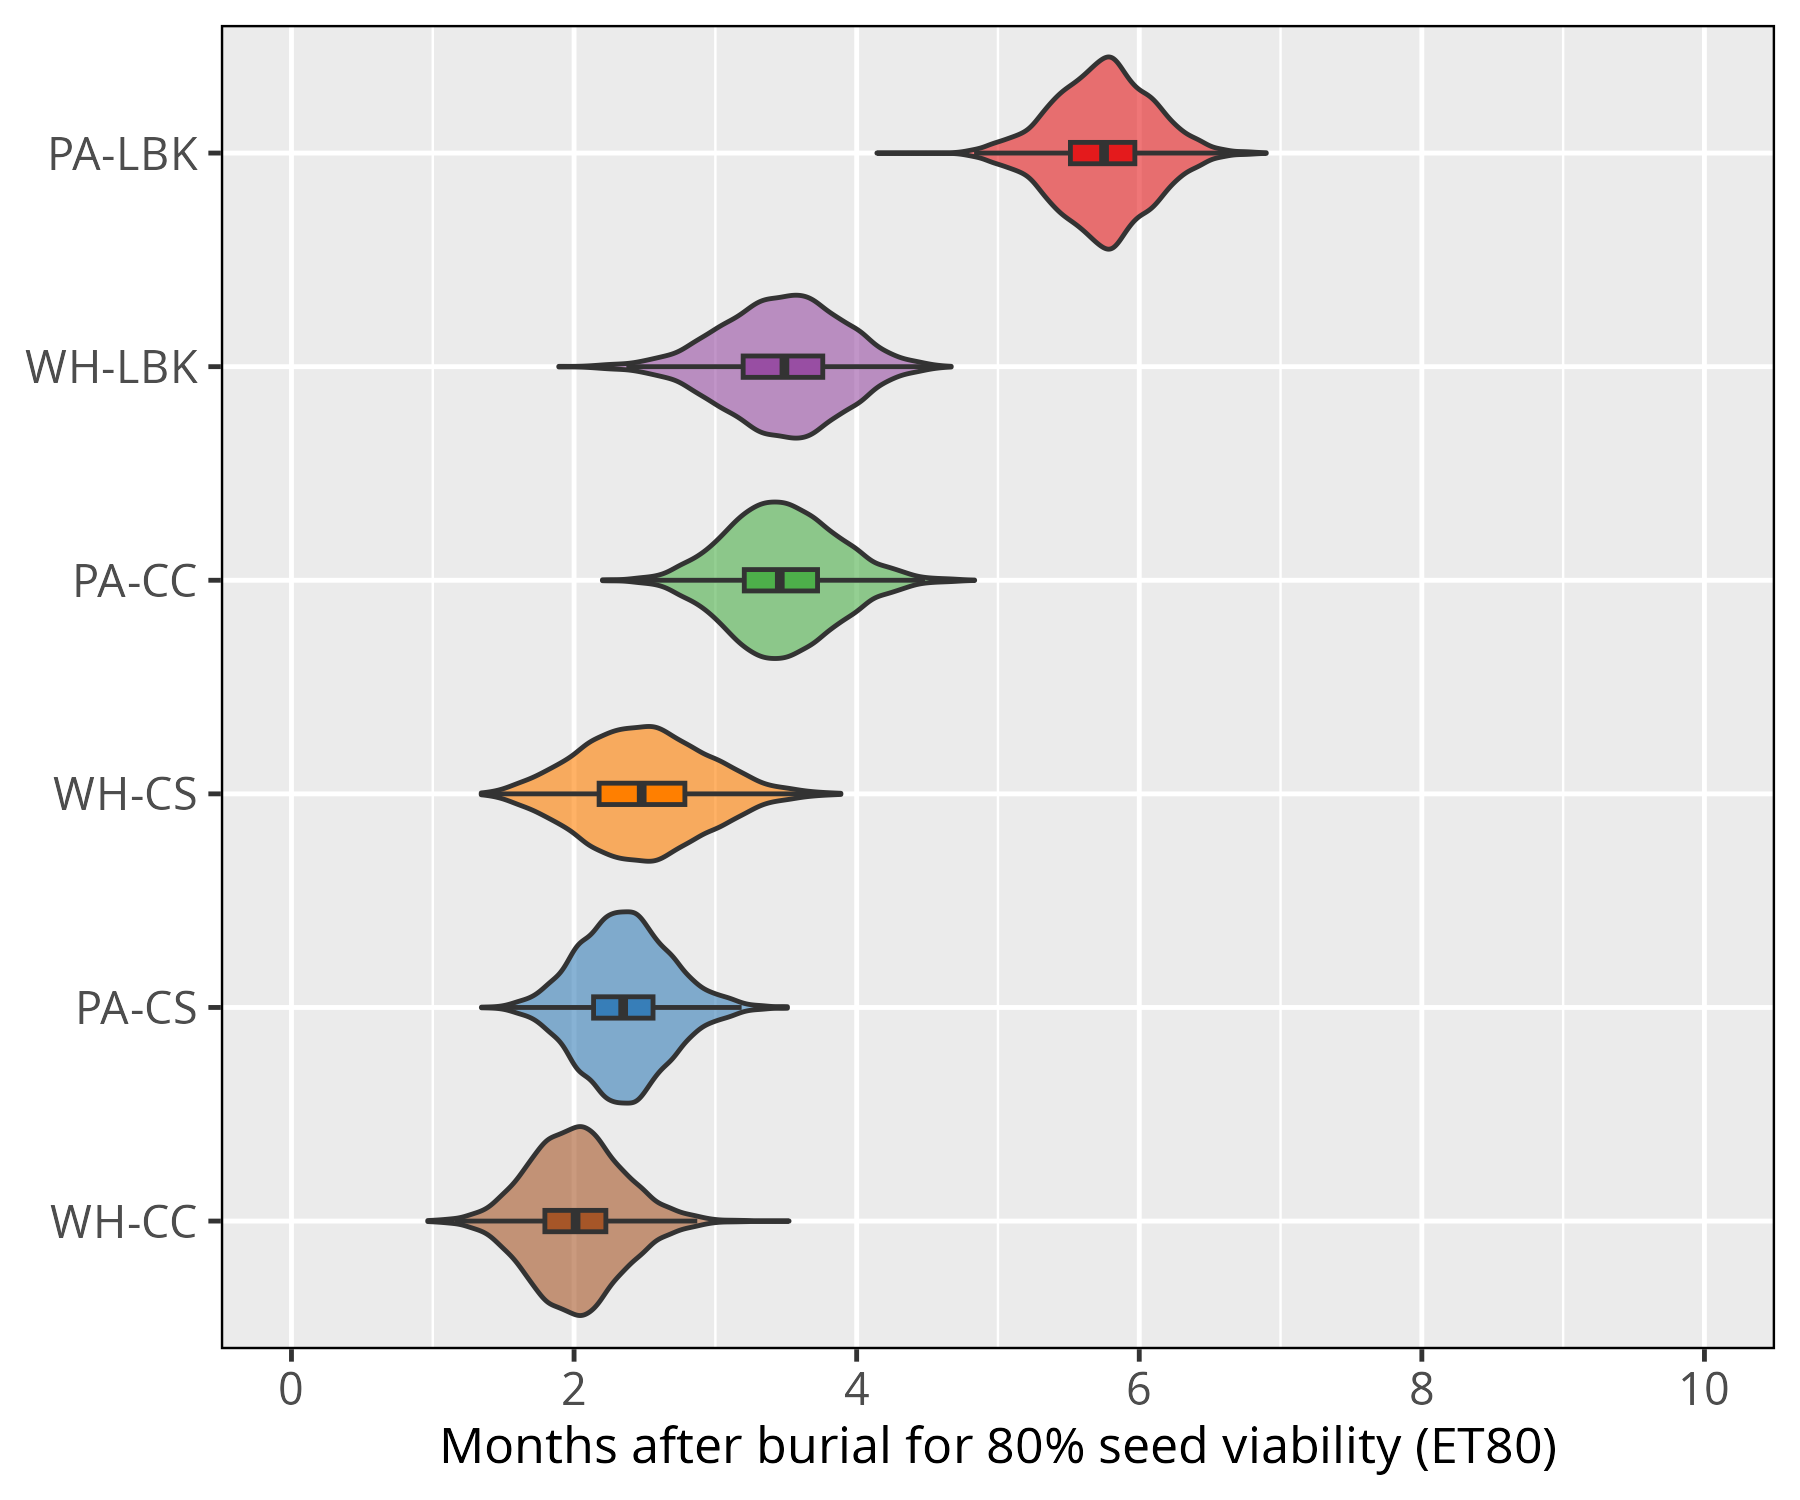 PA-LBK
WH-LBK
PA-CC
WH-CS
PA-CS
WH-CC
0 2 4 6 8 10
Months after burial for 80% seed viability (ET80)